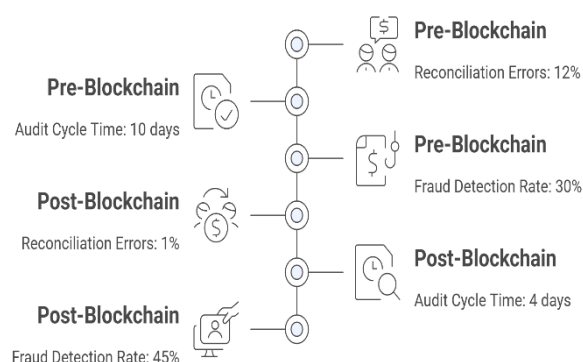 Pre-Blockchain
Reconciliation Errors: 12%
Pre-Blockchain
Audit Cycle Time: 10 days
Pre-Blockchain
Fraud Detection Rate: 30%
Post-Blockchain
Reconciliation Errors: 1%
Post-Blockchain
Audit Cycle Time: 4 days
Post-Blockchain
Fraud Detection Rate: 45%